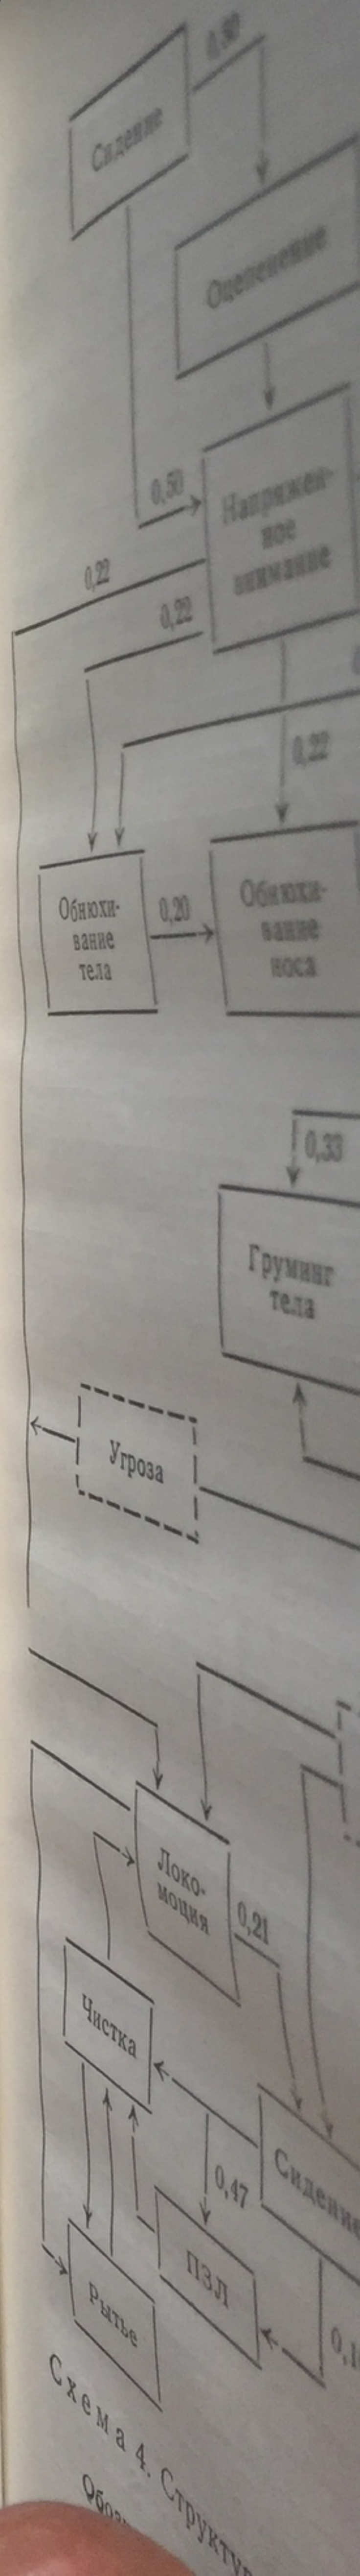 0,50
Сидение
Оцепенение
0,50
Напряжен-
ное
внимание
0,22
0,22
0,22
Обнюхи-
вание
тела
0,20
Обнюхи-
вание
носа
0,33
Груминг
тела
Угроза
Локо-
моция
0,21
Чистка
Сидение
0,47
ПЗЛ
Рытье
Схема 4. Структур
Обоз